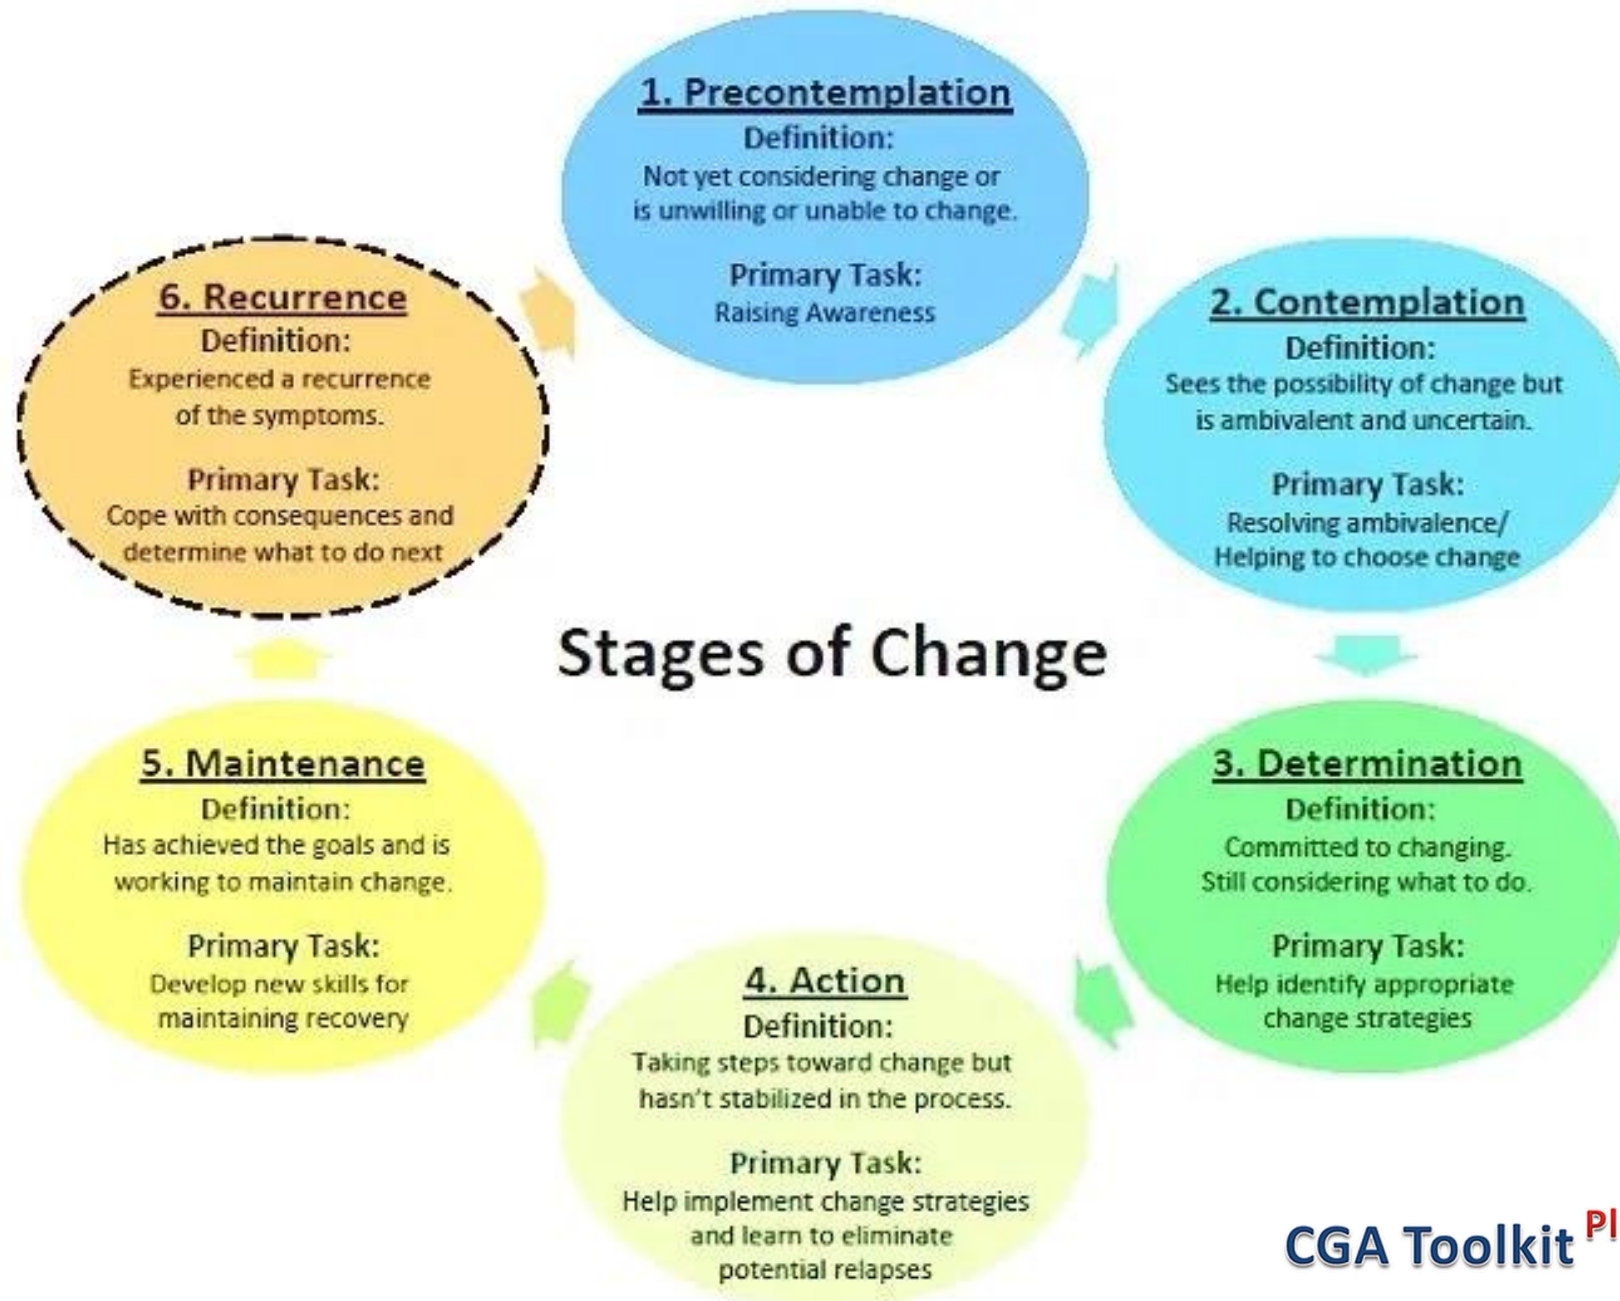 1. Precontemplation
Definition:
Not yet considering change or
is unwilling or unable to change.
Primary Task:
Raising Awareness
2. Contemplation
Definition:
Sees the possibility of change but
is ambivalent and uncertain.
Primary Task:
Resolving ambivalence/
Helping to choose change
3. Determination
Definition:
Committed to changing.
Still considering what to do.
Primary Task:
Help identify appropriate
change strategies
4. Action
Definition:
Taking steps toward change but
hasn't stabilized in the process.
Primary Task:
Help implement change strategies
and learn to eliminate
potential relapses
5. Maintenance
Definition:
Has achieved the goals and is
working to maintain change.
Primary Task:
Develop new skills for
maintaining recovery
6. Recurrence
Definition:
Experienced a recurrence
of the symptoms.
Primary Task:
Cope with consequences and
determine what to do next
Stages of Change
CGA Toolkit Pl